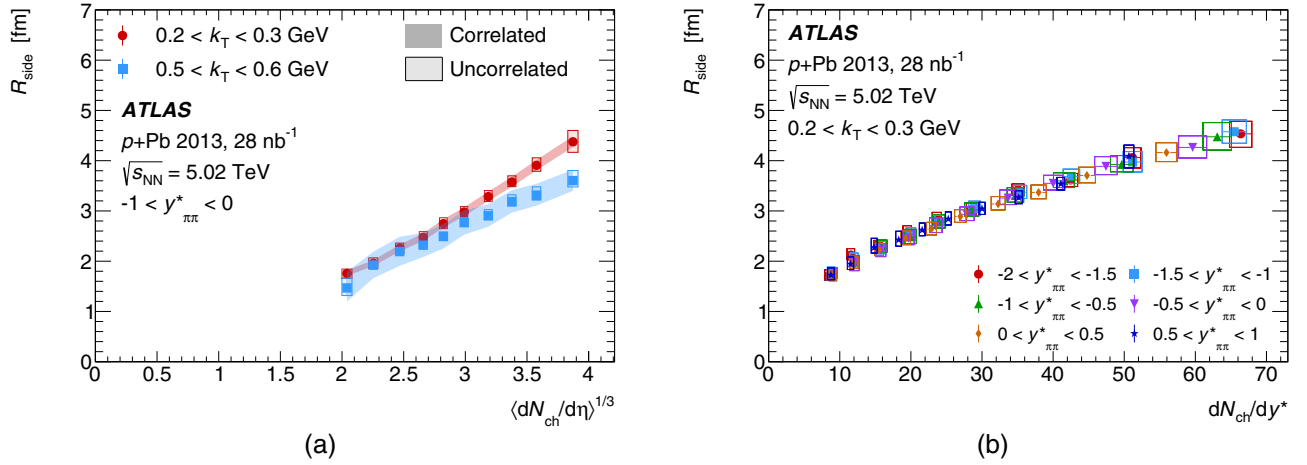 R_side [fm]
7
6
5
4
3
2
1
0
0.2 < k_T < 0.3 GeV
0.5 < k_T < 0.6 GeV
Correlated
Uncorrelated
ATLAS
p+Pb 2013, 28 nb⁻¹
√s_NN = 5.02 TeV
-1 < y*_ππ < 0
0 0.5 1 1.5 2 2.5 3 3.5 4
⟨dN_ch/dη⟩^1/3
(a)
R_side [fm]
7
6
5
4
3
2
1
0
ATLAS
p+Pb 2013, 28 nb⁻¹
√s_NN = 5.02 TeV
0.2 < k_T < 0.3 GeV
-2 < y*_ππ < -1.5 -1.5 < y*_ππ < -1
-1 < y*_ππ < -0.5 -0.5 < y*_ππ < 0
0 < y*_ππ < 0.5 0.5 < y*_ππ < 1
0 10 20 30 40 50 60 70
dN_ch/dy*
(b)